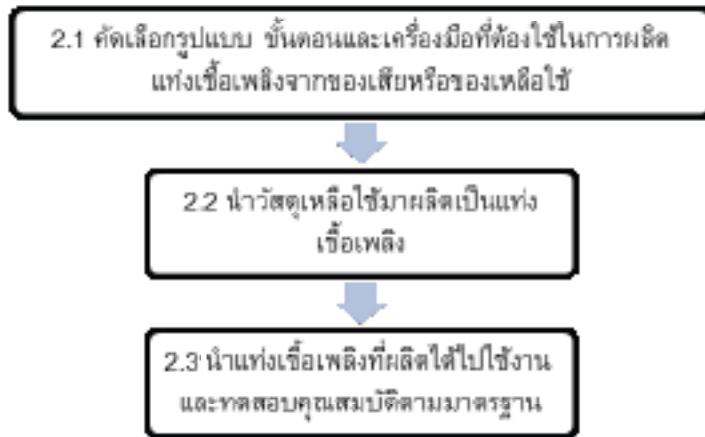 2.1 คัดเลือกรูปแบบ ขั้นตอนและเครื่องมือที่ต้องใช้ในการผลิต
แท่งเชื้อเพลิงจากของเสียหรือของเหลือใช้
2.2 นำวัสดุเหลือใช้มาผลิตเป็นแท่ง
เชื้อเพลิง
2.3 นำแท่งเชื้อเพลิงที่ผลิตได้ไปใช้งาน
และทดสอบคุณสมบัติตามมาตรฐาน